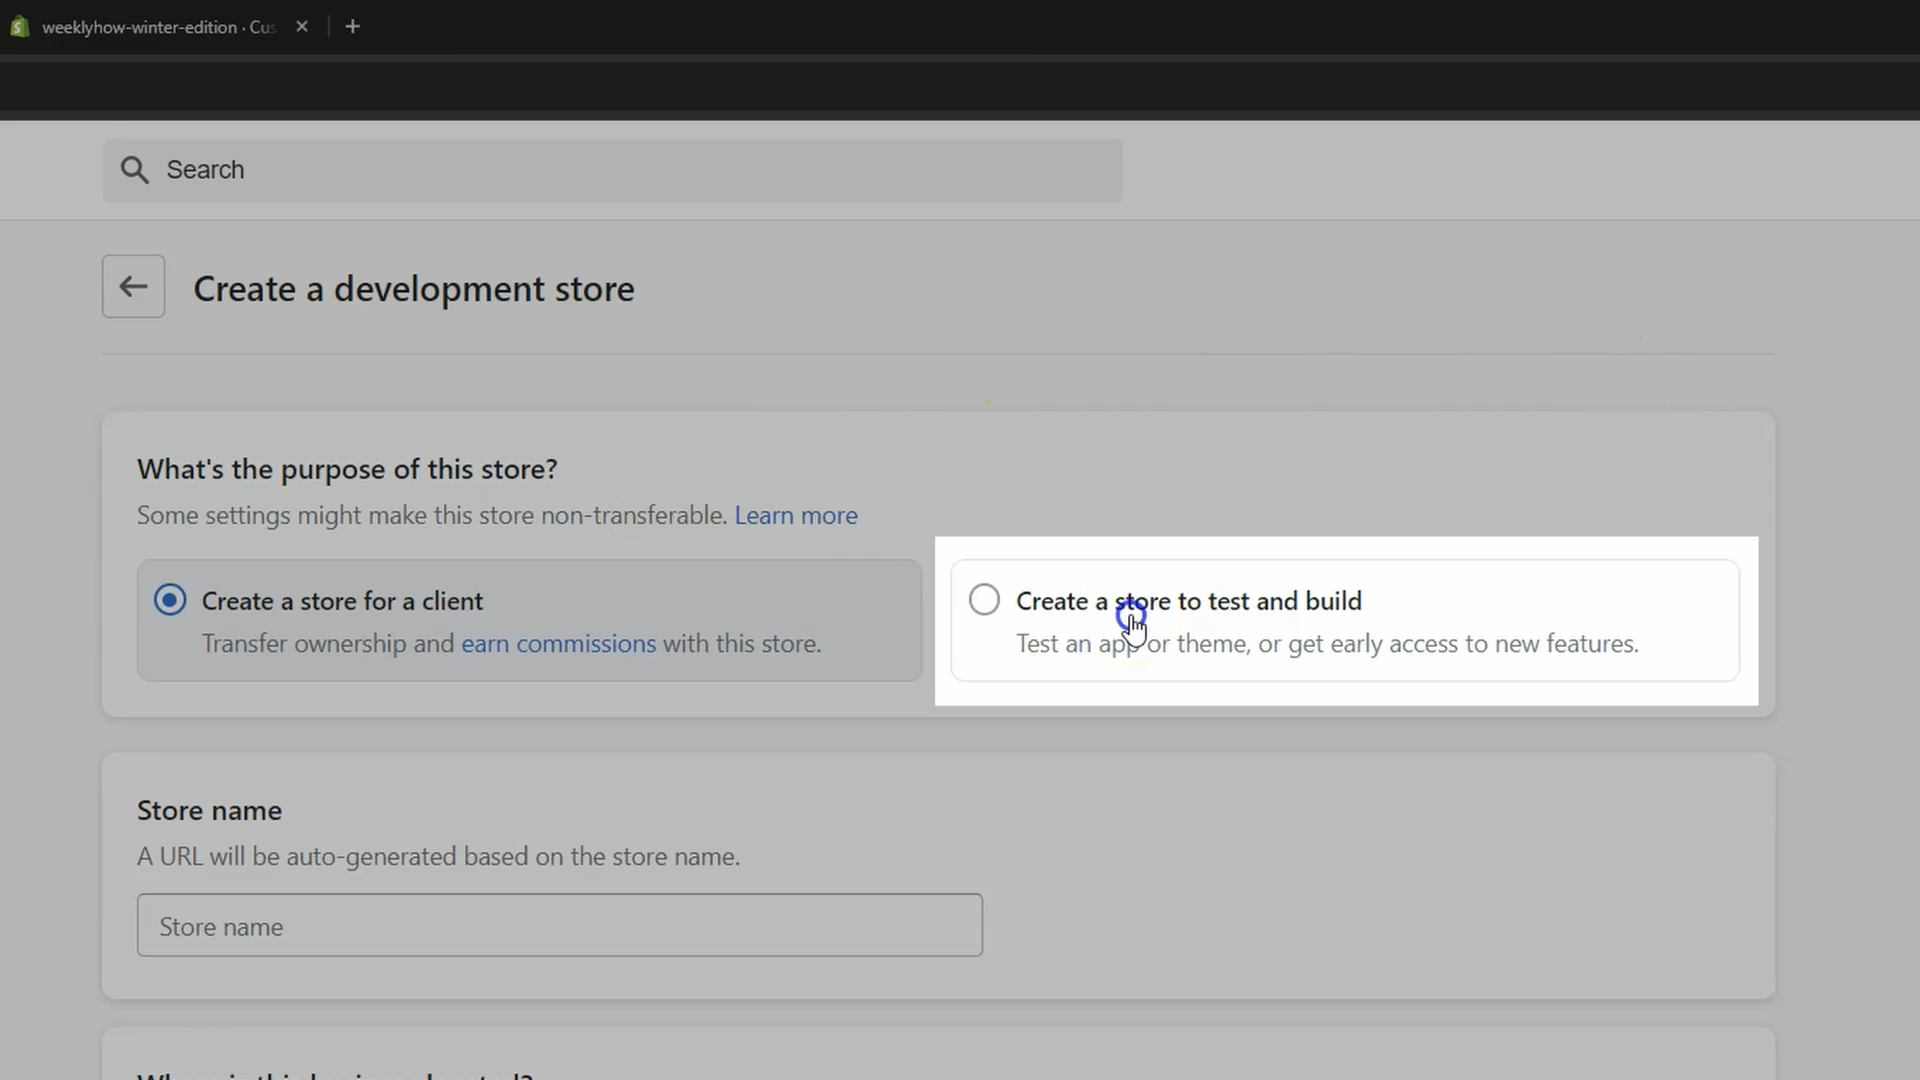 weeklyhow-winter-edition · Cus
Search
Create a development store
What's the purpose of this store?
Some settings might make this store non-transferable. Learn more
Create a store for a client
Transfer ownership and earn commissions with this store.
Create a store to test and build
Test an app or theme, or get early access to new features.
Store name
A URL will be auto-generated based on the store name.
Store name